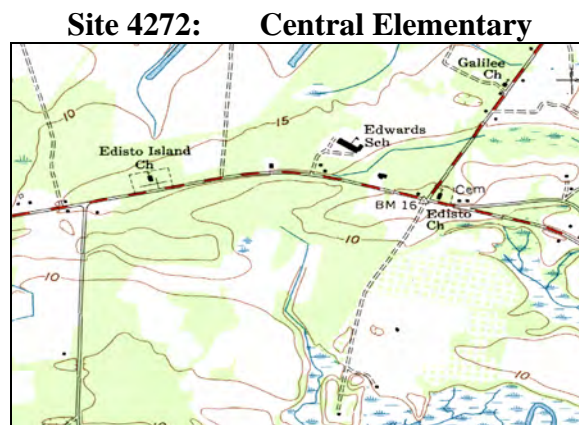 Site 4272: Central Elementary
Galilee
Ch
10
15
Edwards
Sch
Edisto Island
Ch
10
Cem
BM 16
Edisto
Ch
10
10
10